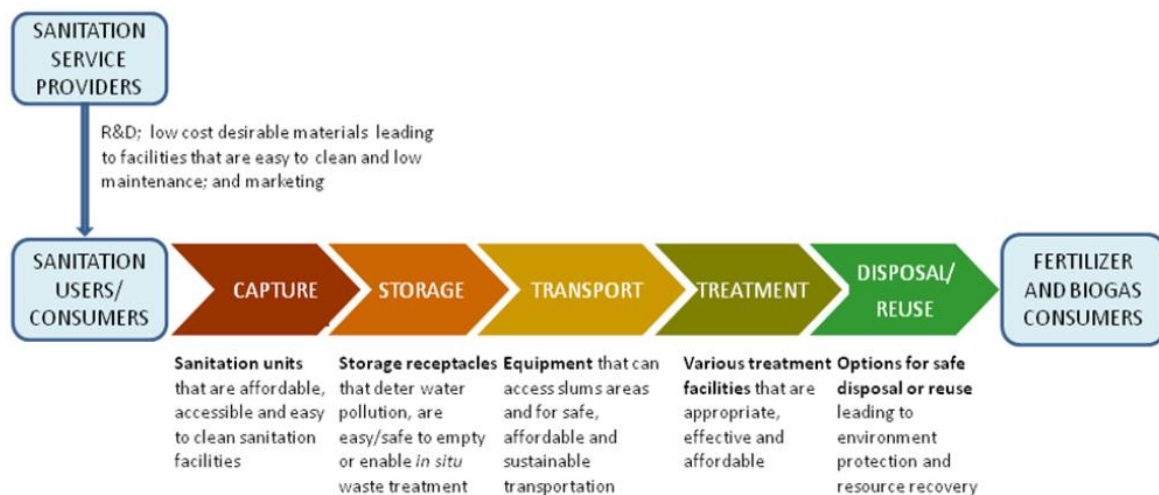 SANITATION
SERVICE
PROVIDERS
R&D; low cost desirable materials leading
to facilities that are easy to clean and low
maintenance; and marketing
SANITATION
USERS/
CONSUMERS
CAPTURE
STORAGE
TRANSPORT
TREATMENT
DISPOSAL/
REUSE
FERTILIZER
AND BIOGAS
CONSUMERS
Sanitation units
that are affordable,
accessible and easy
to clean sanitation
facilities
Storage receptacles
that deter water
pollution, are
easy/safe to empty
or enable in situ
waste treatment
Equipment that can
access slums areas
and for safe,
affordable and
sustainable
transportation
Various treatment
facilities that are
appropriate,
effective and
affordable
Options for safe
disposal or reuse
leading to
environment
protection and
resource recovery